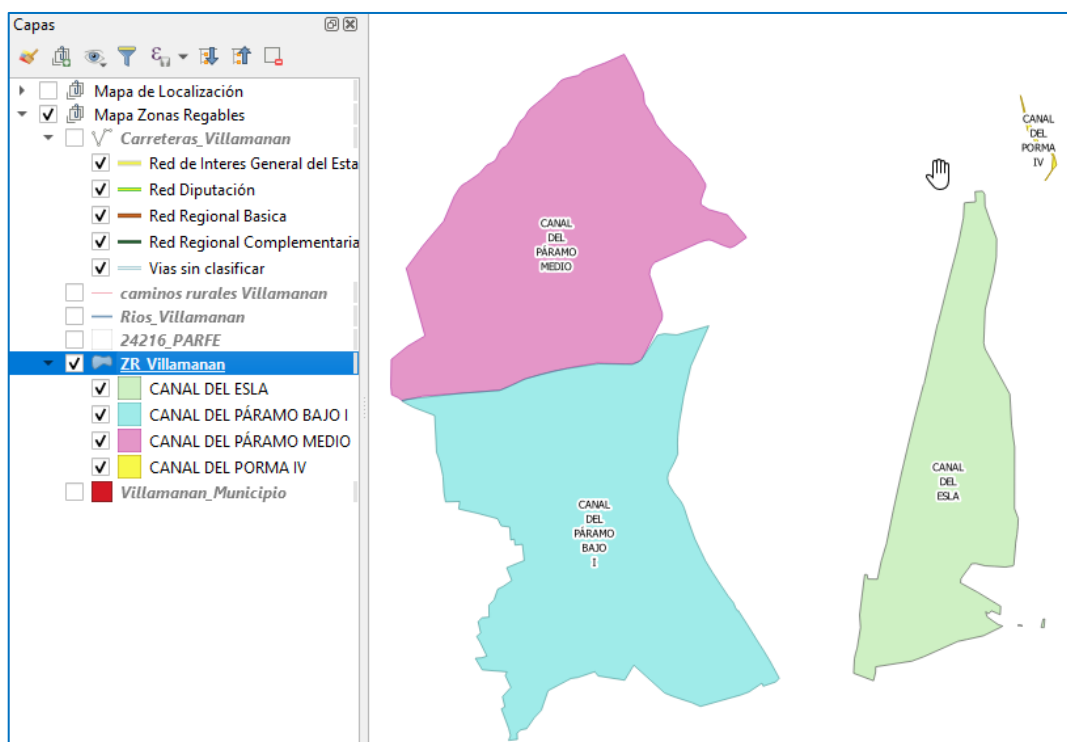 Capas
Mapa de Localización
Mapa Zonas Regables
Carreteras_Villamanan
Red de Interes General del Esta
Red Diputación
Red Regional Basica
Red Regional Complementaria
Vias sin clasificar
caminos rurales Villamanan
Rios_Villamanan
24216_PARFE
ZR_Villamanan
CANAL DEL ESLA
CANAL DEL PÁRAMO BAJO I
CANAL DEL PÁRAMO MEDIO
CANAL DEL PORMA IV
Villamanan_Municipio
CANAL
DEL
PÁRAMO
MEDIO
CANAL
DEL
PÁRAMO
BAJO
I
CANAL
DEL
ESLA
CANAL
DEL
PORMA
IV